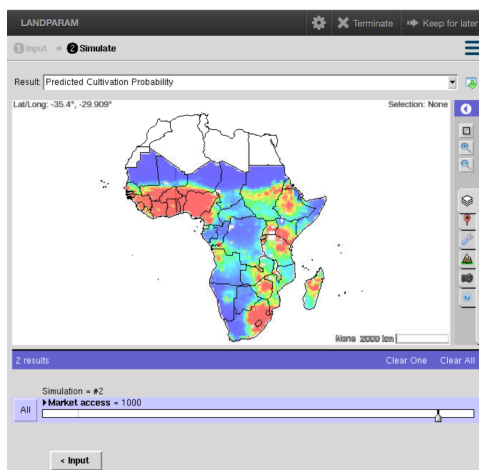 LANDPARAM Terminate Keep for later
1 Input → 2 Simulate
Result: Predicted Cultivation Probability
Lat/Long: -35.4°, -29.909° Selection: None
None 2000 km
2 results Clear One Clear All
Simulation = #2
All
Market access = 1000
< Input